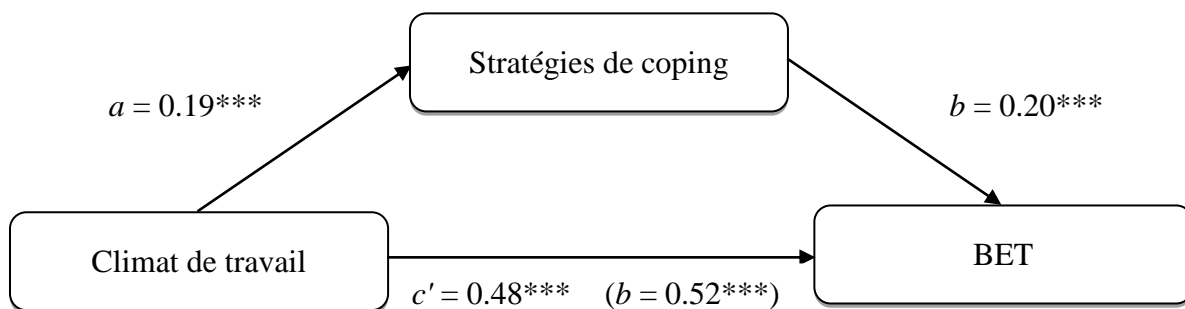 Stratégies de coping
a = 0.19***
b = 0.20***
Climat de travail
BET
c' = 0.48*** (b = 0.52***)